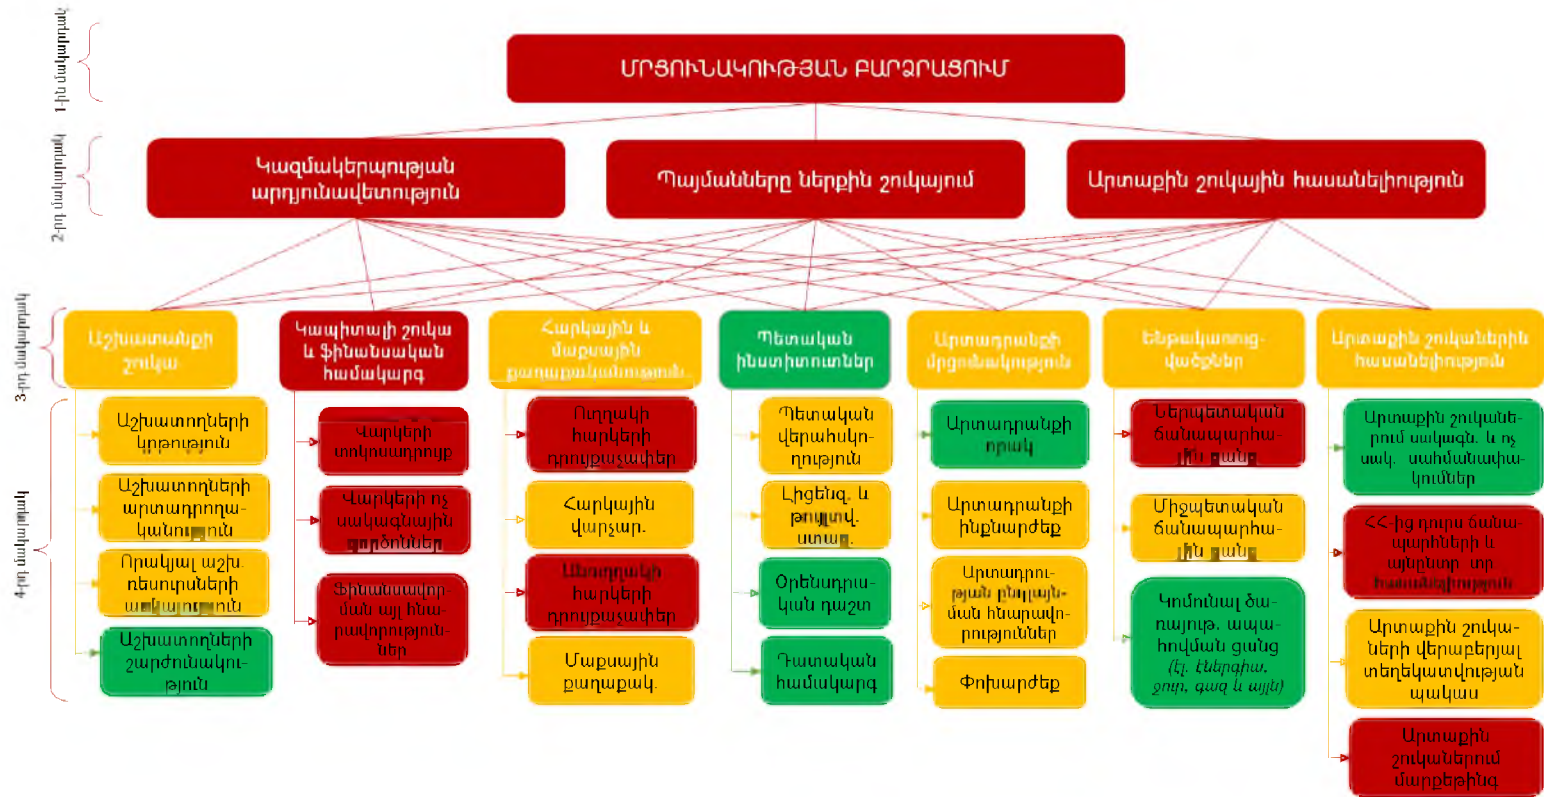 1-ին մակարդակ
ՄՐՑՈՒՆԱԿՈՒԹՅԱՆ ԲԱՐՁՐԱՑՈՒՄ
2-րդ մակարդակ
Կազմակերպության
արդյունավետություն
Պայմանները ներքին շուկայում
Արտաքին շուկային հասանելիություն
3-րդ մակարդակ
Աշխատանքի
շուկա
Կապիտալի շուկա
և ֆինանսական
համակարգ
Հարկային և
մաքսային
քաղաքականություն
Պետական
ինստիտուտներ
Արտադրանքի
մրցունակություն
Ենթակառուց-
վածքներ
Արտաքին շուկաներին
հասանելիություն
4-րդ մակարդակ
Աշխատողների
կրթություն
Աշխատողների
արտադրողա-
Որակյալ աշխ.
ռեսուրսների
Աշխատողների
շարժունակու-
թյուն
Վարկերի
տոկոսադրույք
Վարկերի ոչ
սակագնային
գործոններ
Ֆինանսավոր-
ման այլ հնա-
րավորություն-
ներ
Ուղղակի
հարկերի
դրույքաչափեր
Հարկային
վարչար.
Անուղղակի
հարկերի
դրույքաչափեր
Մաքսային
քաղաքակ.
Պետական
վերահսկո-
ղություն
Լիցենզ. և
թույլտվ.
ստաց.
Օրենսդրա-
կան դաշտ
Դատական
համակարգ
Արտադրանքի
որակ
Արտադրանքի
ինքնարժեք
Արտադրու-
թյան ընդլայն-
ման հնարավո-
րություններ
Փոխարժեք
Ներպետական
ճանապարհա-
Միջպետական
ճանապարհա-
Կոմունալ ծա-
ռայութ. ապա-
հովման ցանց
(էլ. էներգիա,
ջուր, գազ և այլն)
Արտաքին շուկանե-
րում սակագն. և ոչ
սակ. սահմանափա-
կումներ
ՀՀ-ից դուրս ճանա-
պարհների և
հասանելիություն
Արտաքին շուկա-
ների վերաբերյալ
տեղեկատվության
պակաս
Արտաքին
շուկաներում
մարքեթինգ